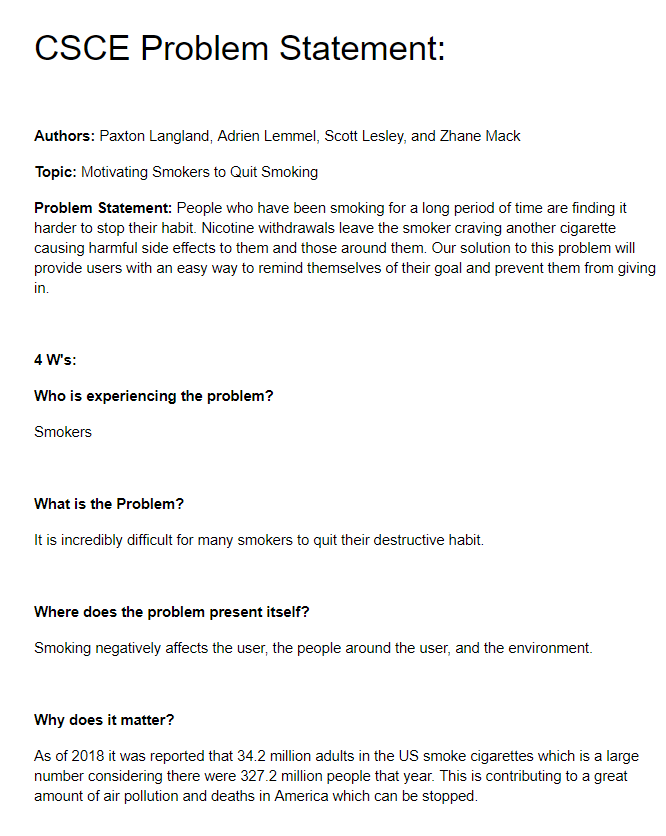 CSCE Problem Statement:
Authors: Paxton Langland, Adrien Lemmel, Scott Lesley, and Zhane Mack
Topic: Motivating Smokers to Quit Smoking
Problem Statement: People who have been smoking for a long period of time are finding it
harder to stop their habit. Nicotine withdrawals leave the smoker craving another cigarette
causing harmful side effects to them and those around them. Our solution to this problem will
provide users with an easy way to remind themselves of their goal and prevent them from giving
in.
4 W's:
Who is experiencing the problem?
Smokers
What is the Problem?
It is incredibly difficult for many smokers to quit their destructive habit.
Where does the problem present itself?
Smoking negatively affects the user, the people around the user, and the environment.
Why does it matter?
As of 2018 it was reported that 34.2 million adults in the US smoke cigarettes which is a large
number considering there were 327.2 million people that year. This is contributing to a great
amount of air pollution and deaths in America which can be stopped.